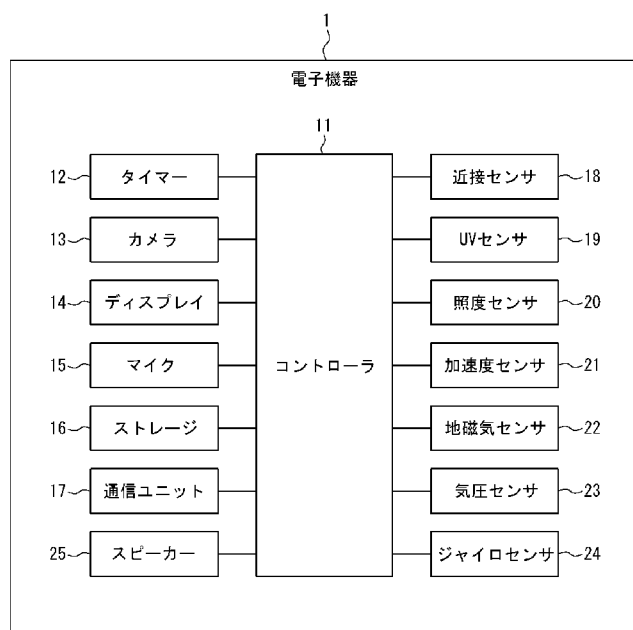 1
電子機器
11
12 タイマー 近接センサ 18
13 カメラ UVセンサ 19
14 ディスプレイ 照度センサ 20
15 マイク コントローラ 加速度センサ 21
16 ストレージ 地磁気センサ 22
17 通信ユニット 気圧センサ 23
25 スピーカー ジャイロセンサ 24